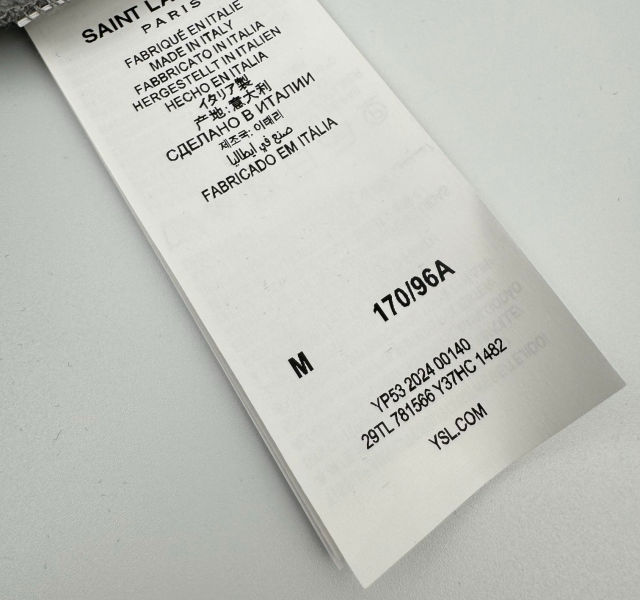 SAINT LA
PARIS
FABRIQUÉ EN ITALIE
MADE IN ITALY
FABBRICATO IN ITALIA
HERGESTELLT IN ITALIEN
HECHO EN ITALIA
イタリア製
产地: 意大利
СДЕЛАНО В ИТАЛИИ
제조국: 이태리
صنع في ايطاليا
FABRICADO EM ITÁLIA
170/96A
M
YP53 2024 00140
29TL 781566 Y37HC 1482
YSL.COM